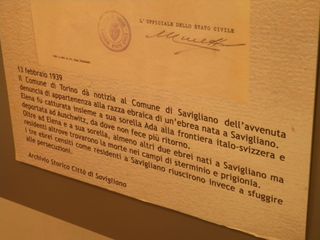 L'UFFICIALE DELLO STATO CIVILE
13 febbraio 1939
Il Comune di Torino dà notizia al Comune di Savigliano dell'avvenuta
denuncia di appartenenza alla razza ebraica di un'ebrea nata a Savigliano.
Elena fu catturata insieme a sua sorella Ada alla frontiera italo-svizzera e
deportata ad Auschwitz, da dove non fece più ritorno.
Oltre ad Elena e a sua sorella, almeno altri due ebrei nati a Savigliano ma
residenti altrove trovarono la morte nei campi di sterminio e prigionia.
I tre ebrei censiti come residenti a Savigliano riuscirono invece a sfuggire
alle persecuzioni.
Archivio Storico Città di Savigliano